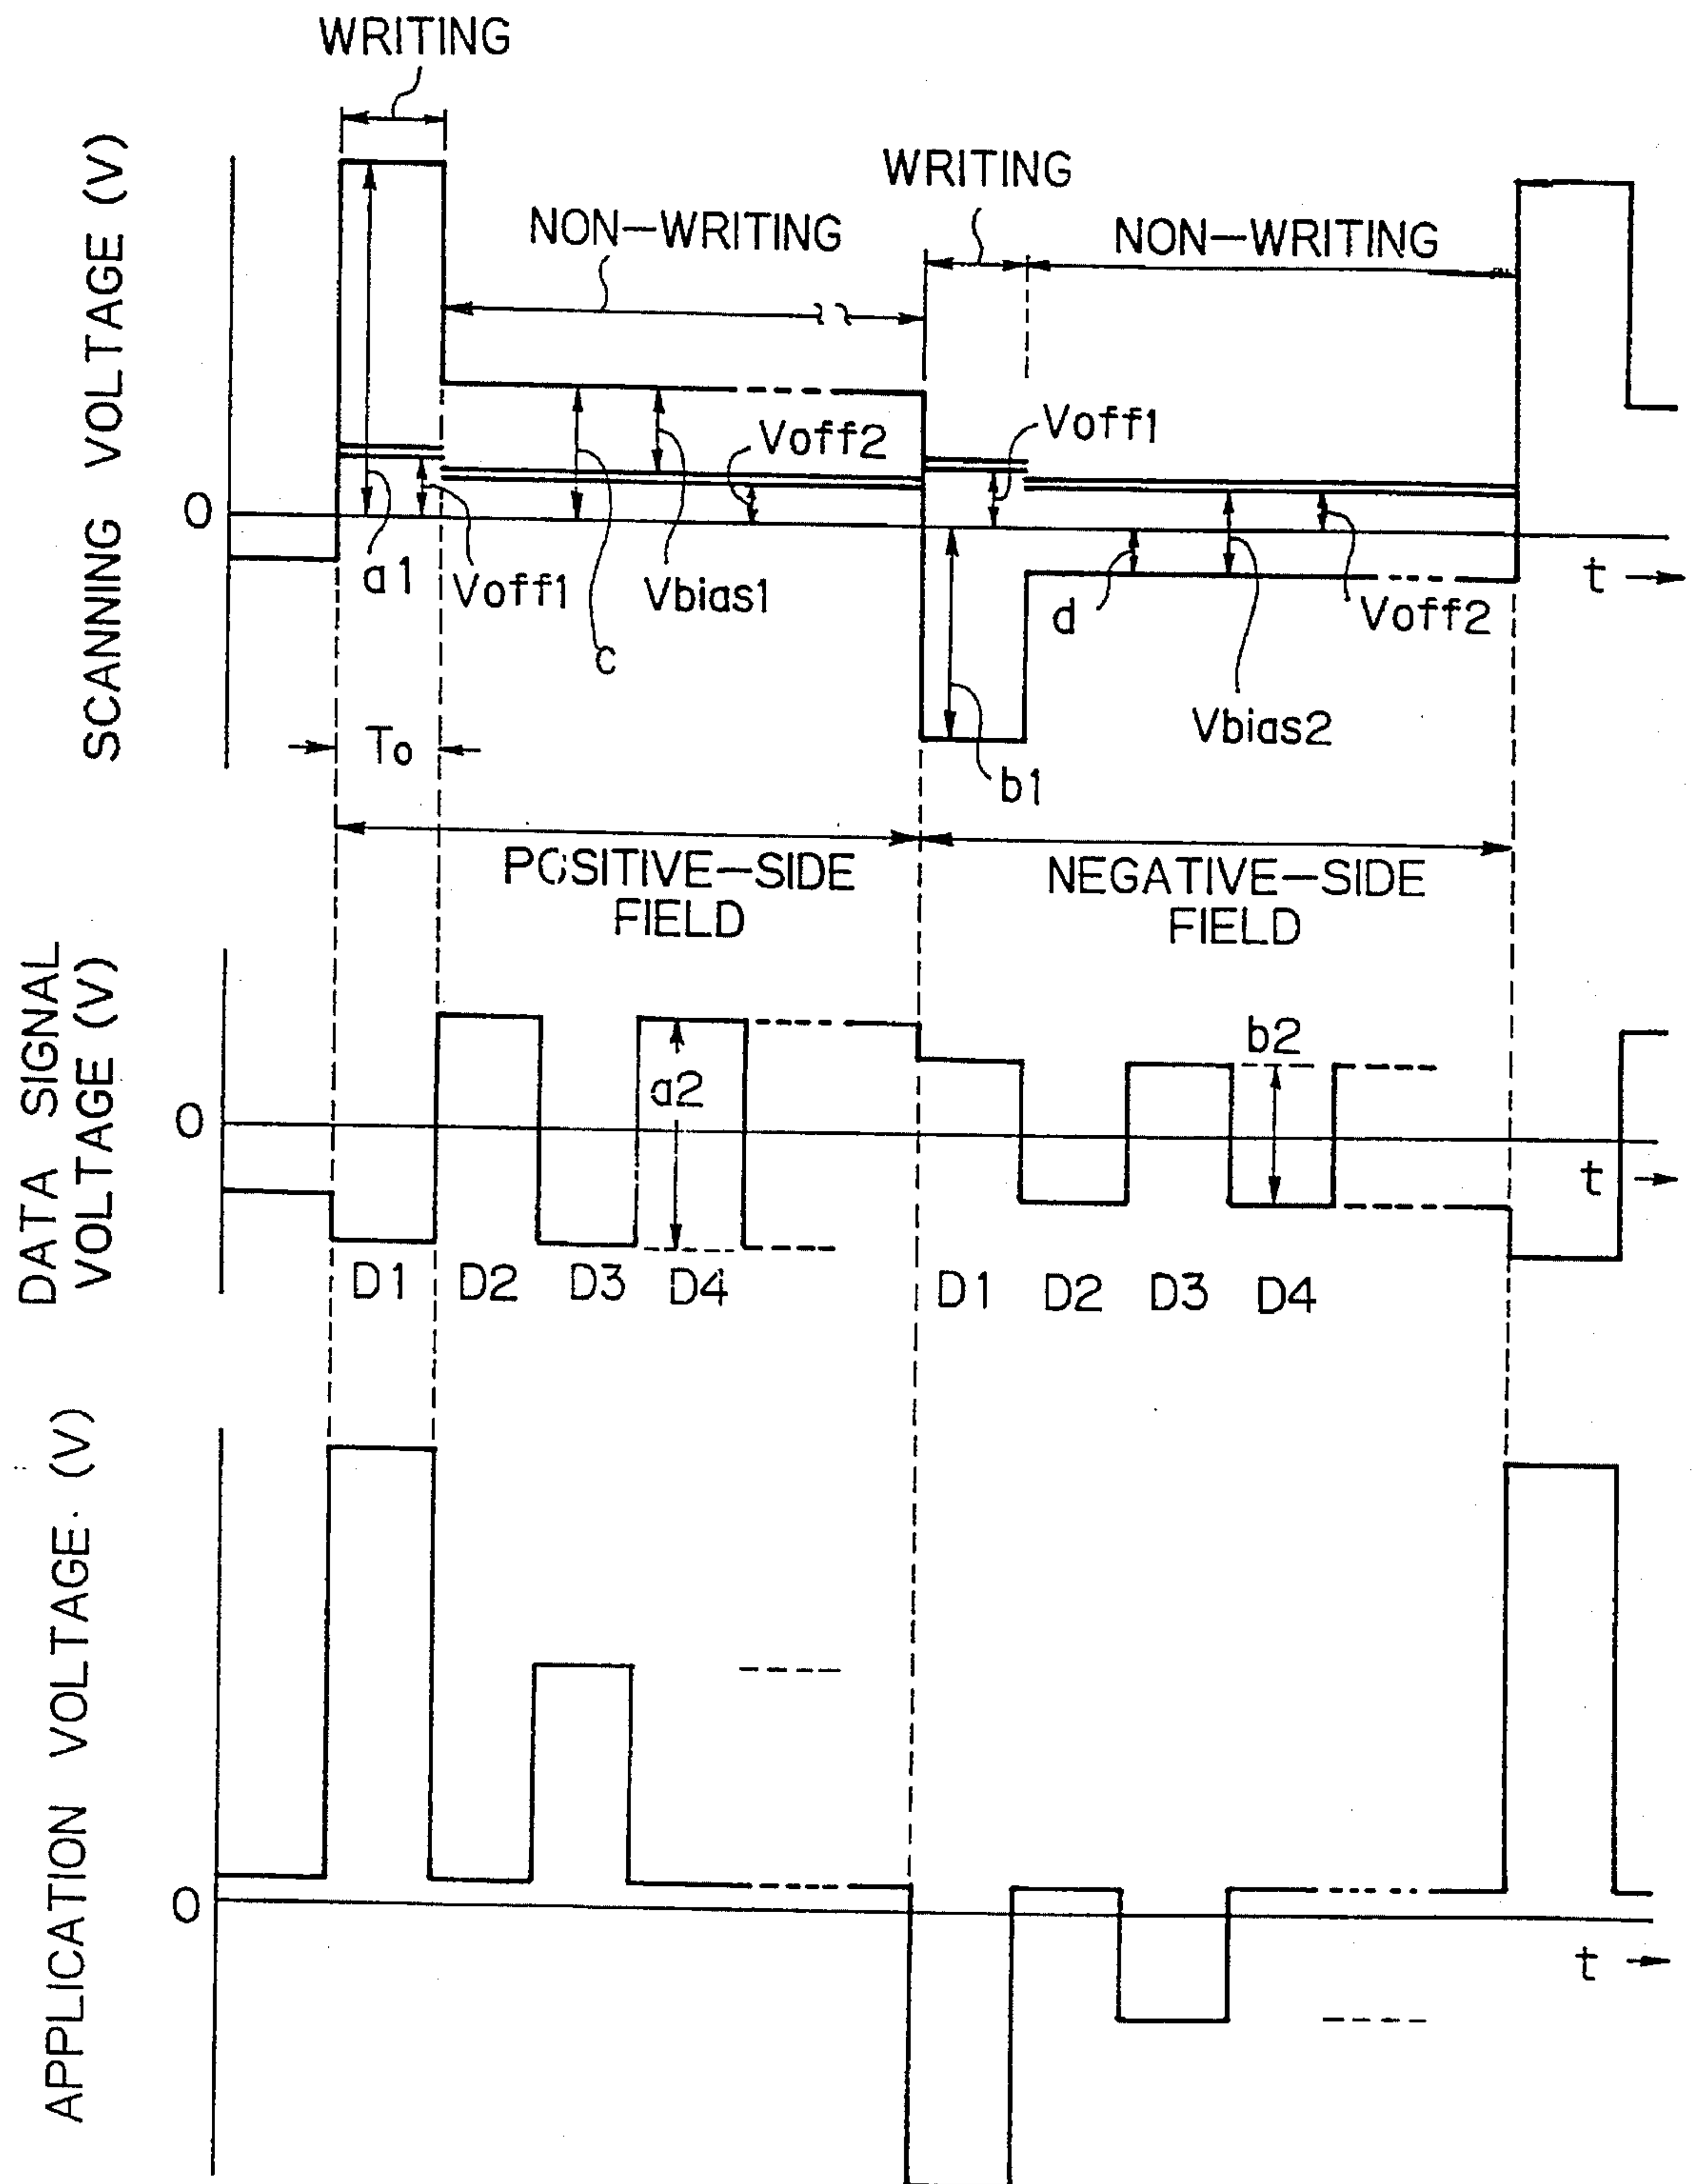 WRITING
WRITING
NON-WRITING
NON-WRITING
SCANNING VOLTAGE (V)
Voff2
Voff1
0
a1
Voff1
Vbias1
c
d
Voff2
t
Vbias2
To
b1
POSITIVE-SIDE
FIELD
NEGATIVE-SIDE
FIELD
DATA SIGNAL
VOLTAGE (V)
a2
b2
0
t
D1
D2
D3
D4
D1
D2
D3
D4
APPLICATION VOLTAGE (V)
0
t